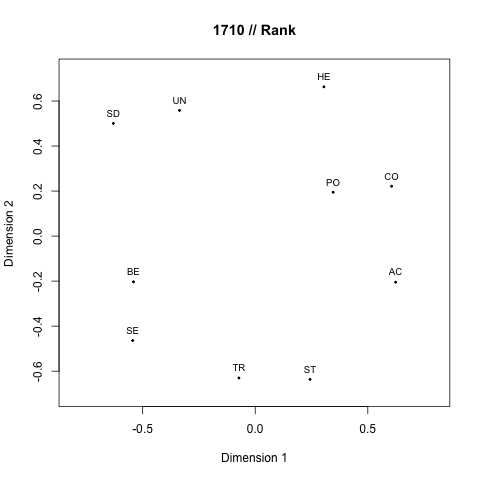 1710 // Rank
HE
UN
SD
CO
PO
BE
AC
SE
TR
ST
0.6
0.4
0.2
0.0
-0.2
-0.4
-0.6
Dimension 2
-0.5 0.0 0.5
Dimension 1